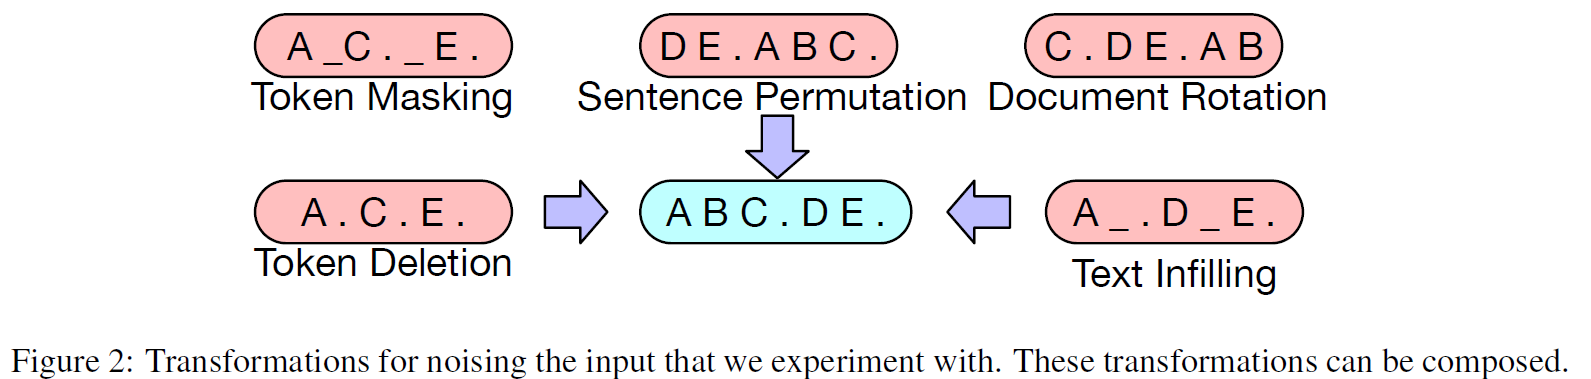 A _C . _ E .
D E . A B C .
C . D E . A B
Token Masking
Sentence Permutation
Document Rotation
A . C . E .
A B C . D E .
A _ . D _ E .
Token Deletion
Text Infilling
Figure 2: Transformations for noising the input that we experiment with. These transformations can be composed.